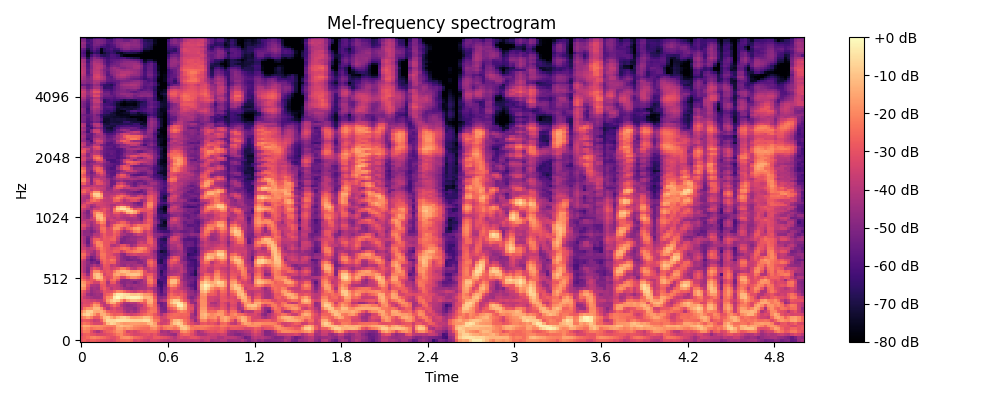 Mel-frequency spectrogram
Hz
4096
2048
1024
512
0
0 0.6 1.2 1.8 2.4 3 3.6 4.2 4.8
Time
+0 dB
-10 dB
-20 dB
-30 dB
-40 dB
-50 dB
-60 dB
-70 dB
-80 dB